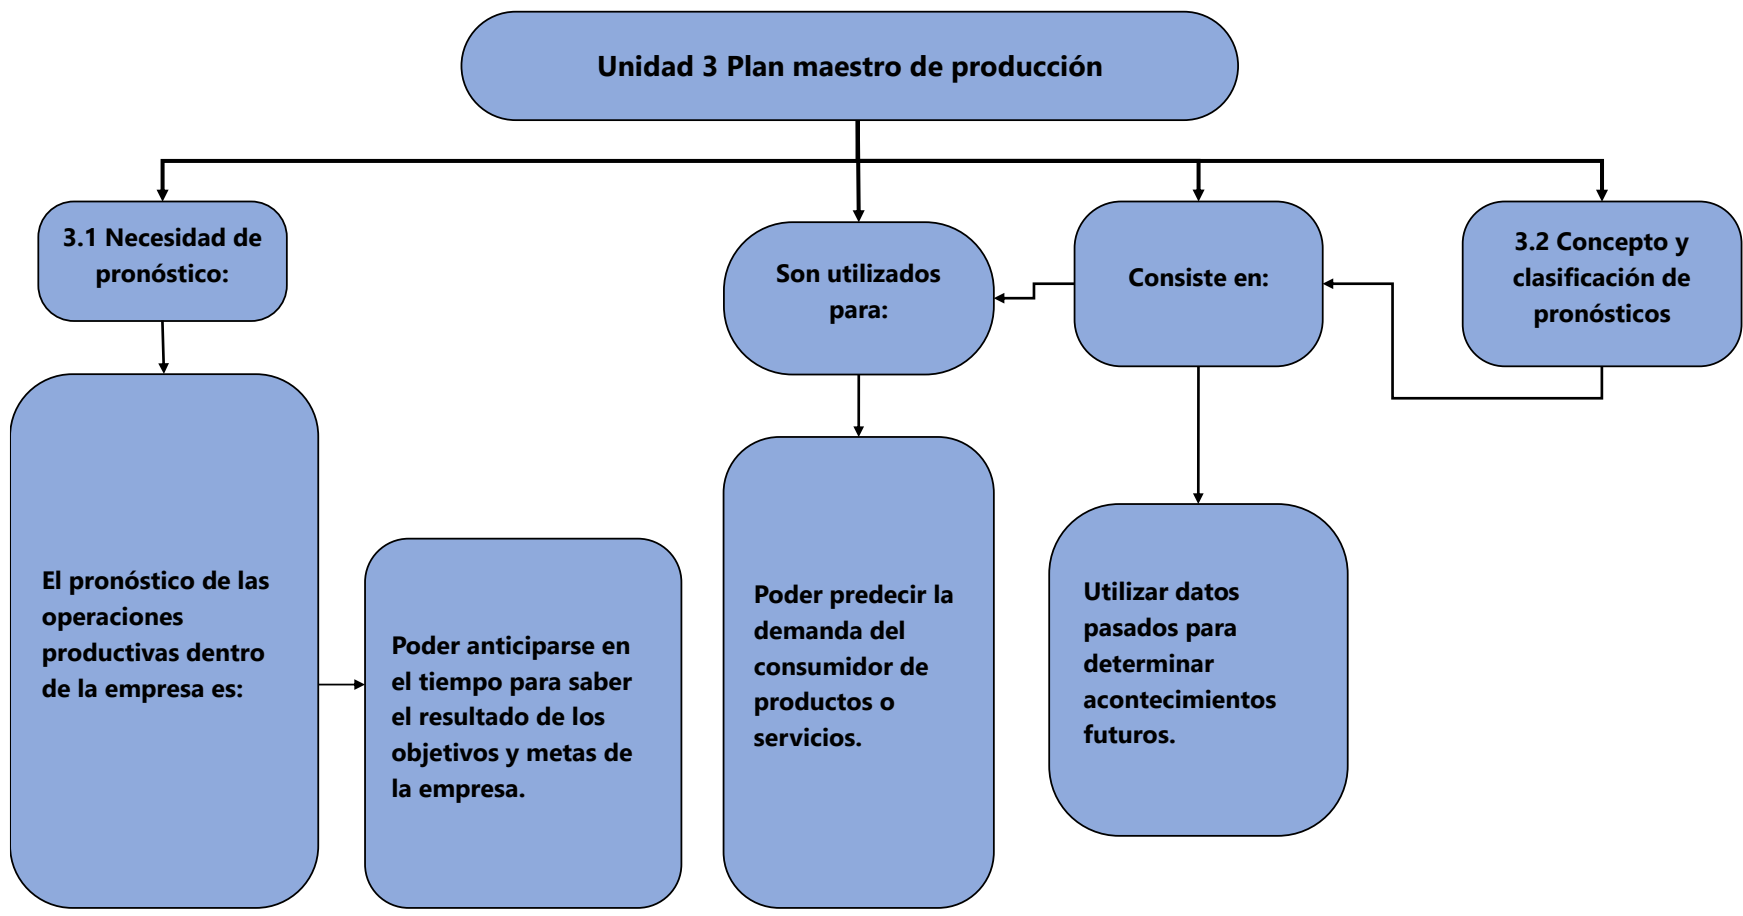 Unidad 3 Plan maestro de producción
3.1 Necesidad de
pronóstico:
Son utilizados
para:
Consiste en:
3.2 Concepto y
clasificación de
pronósticos
El pronóstico de las
operaciones
productivas dentro
de la empresa es:
Poder anticiparse en
el tiempo para saber
el resultado de los
objetivos y metas de
la empresa.
Poder predecir la
demanda del
consumidor de
productos o
servicios.
Utilizar datos
pasados para
determinar
acontecimientos
futuros.